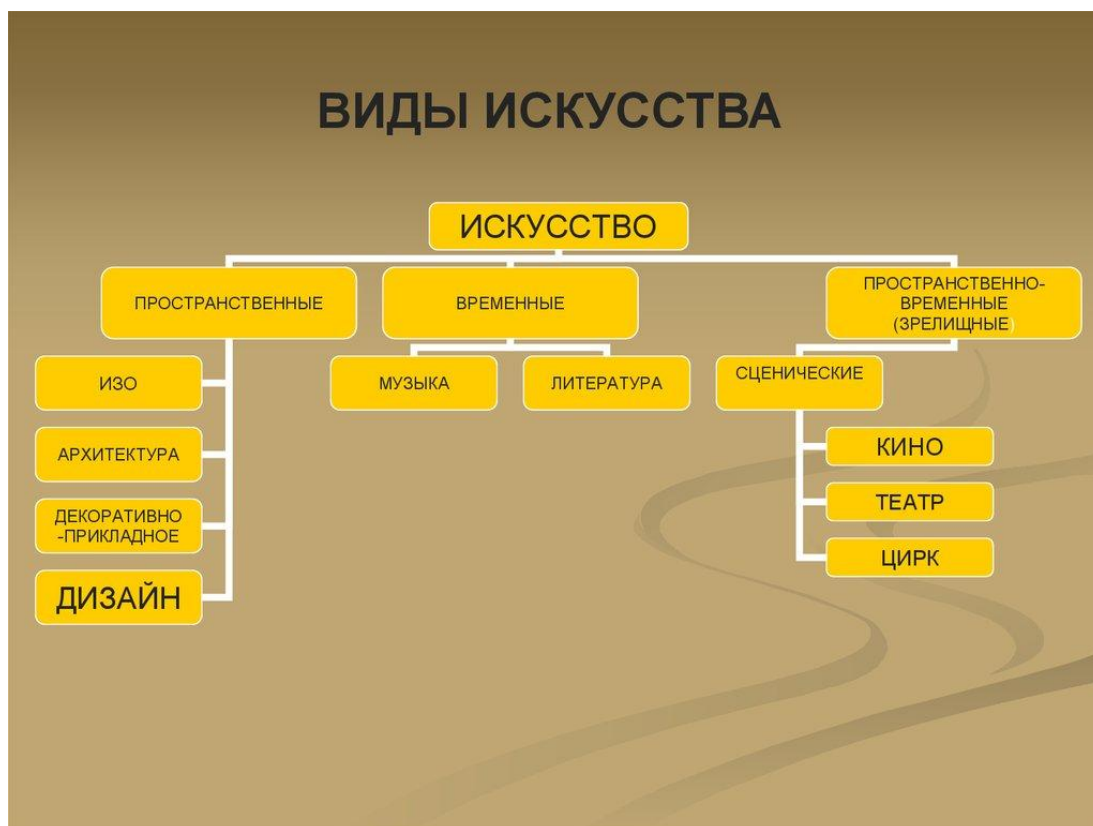 ВИДЫ ИСКУССТВА
ИСКУССТВО
ПРОСТРАНСТВЕННЫЕ
ВРЕМЕННЫЕ
ПРОСТРАНСТВЕННО-
ВРЕМЕННЫЕ
(ЗРЕЛИЩНЫЕ)
ИЗО
АРХИТЕКТУРА
ДЕКОРАТИВНО
-ПРИКЛАДНОЕ
ДИЗАЙН
МУЗЫКА
ЛИТЕРАТУРА
СЦЕНИЧЕСКИЕ
КИНО
ТЕАТР
ЦИРК